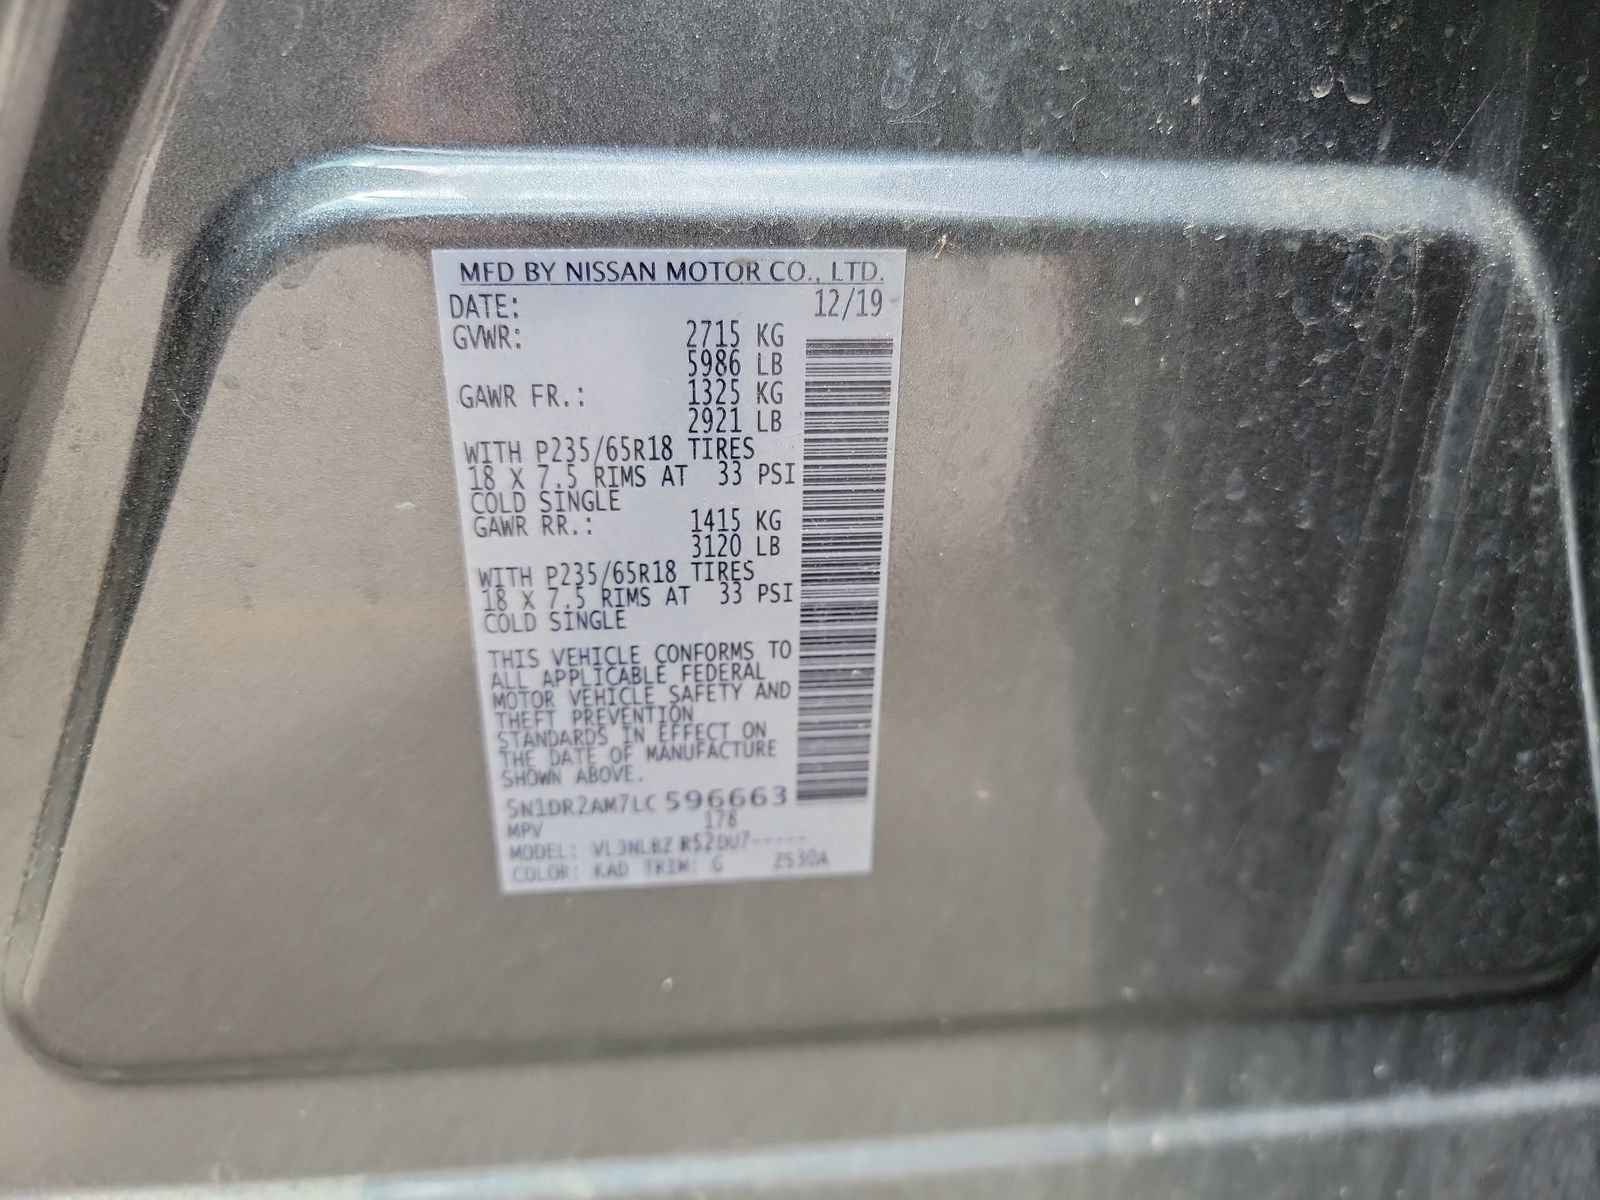 MFD BY NISSAN MOTOR CO., LTD.
DATE: 12/19
GVWR: 2715 KG
5986 LB
GAWR FR.: 1325 KG
2921 LB
WITH P235/65R18 TIRES
18 X 7.5 RIMS AT 33 PSI
COLD SINGLE
GAWR RR.: 1415 KG
3120 LB
WITH P235/65R18 TIRES
18 X 7.5 RIMS AT 33 PSI
COLD SINGLE
THIS VEHICLE CONFORMS TO
ALL APPLICABLE FEDERAL
MOTOR VEHICLE SAFETY AND
THEFT PREVENTION
STANDARDS IN EFFECT ON
THE DATE OF MANUFACTURE
SHOWN ABOVE.
5N1DR2AM7LC596663
MPV 178
MODEL:
COLOR: KAD TRIM: G